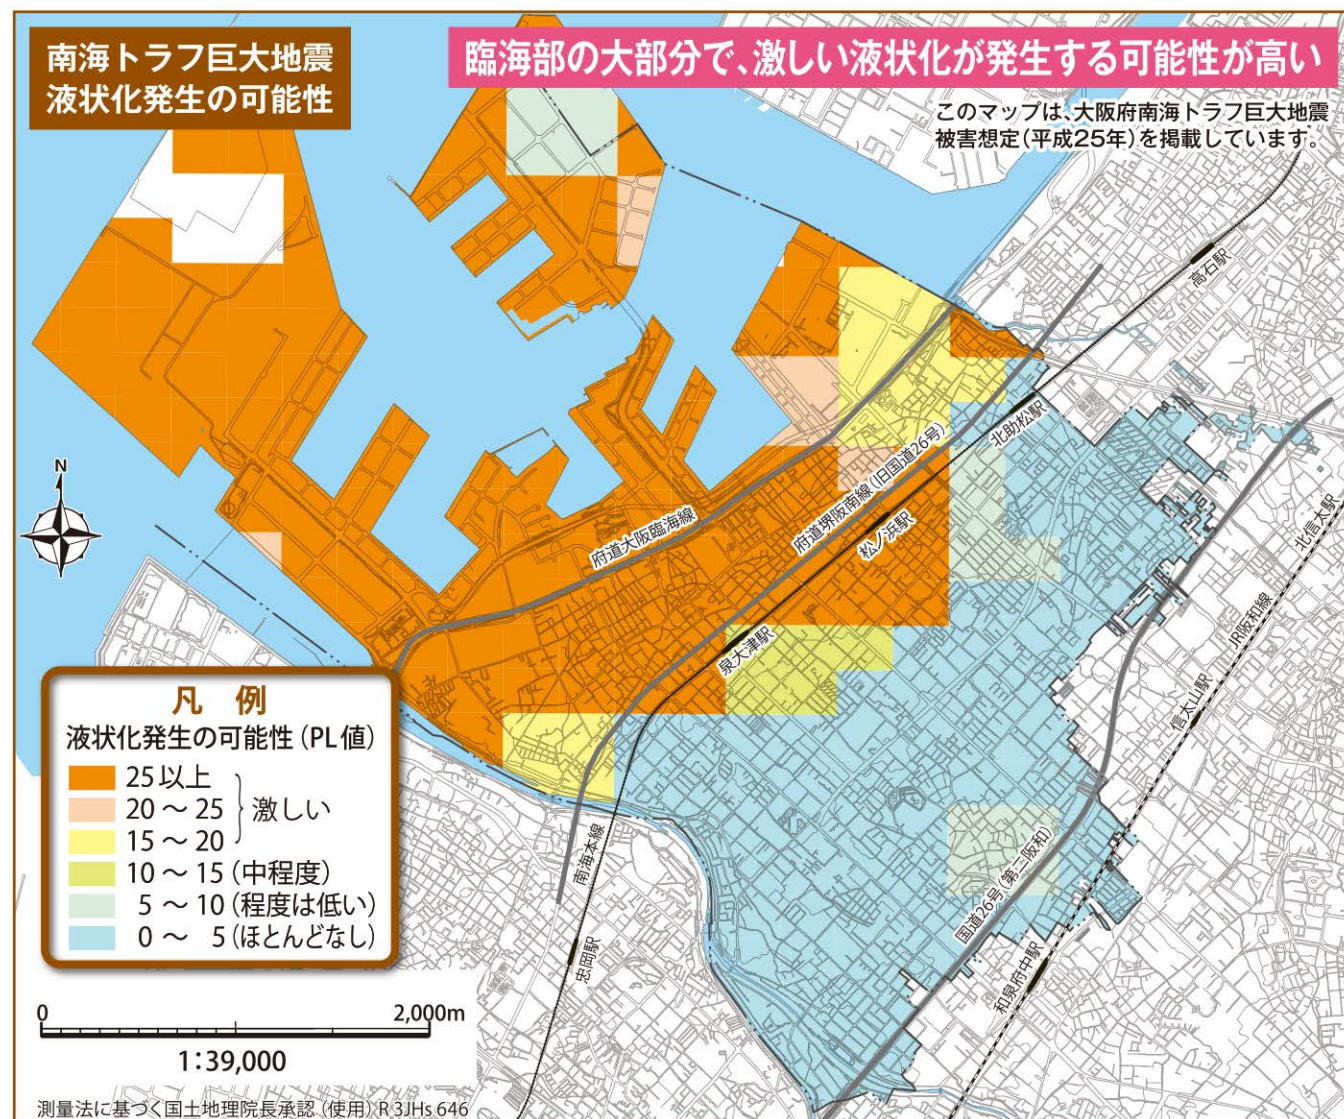 南海トラフ巨大地震
液状化発生の可能性
臨海部の大部分で、激しい液状化が発生する可能性が高い
このマップは、大阪府南海トラフ巨大地震
被害想定(平成25年)を掲載しています。
高石駅
北助松駅
府道堺阪南線(旧国道26号)
府道大阪臨海線
松ノ浜駅
北信太駅
N
JR阪和線
泉大津駅
信太山駅
凡 例
液状化発生の可能性(PL値)
25以上
20～25
激しい
15～20
10～15(中程度)
5～10(程度は低い)
0～5(ほとんどなし)
南海本線
国道26号(第二阪和)
忠岡駅
和泉府中駅
0 2,000m
1:39,000
測量法に基づく国土地理院長承認(使用)R 3JHs 646